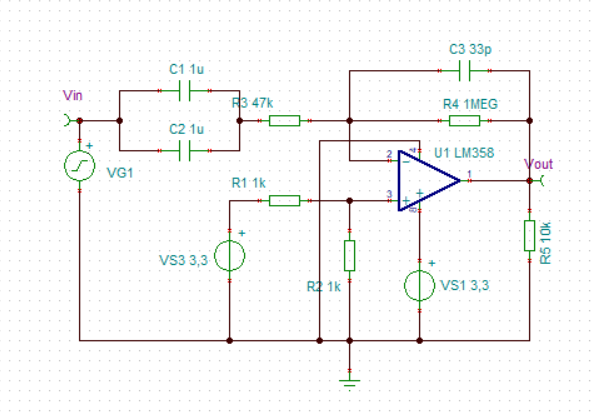 C3 33p
C1 1u
Vin
R3 47k
R4 1MEG
C2 1u
U1 LM358
4
2
Vout
VG1
1
R1 1k
3
8
R5 10k
VS3 3,3
R2 1k
VS1 3,3